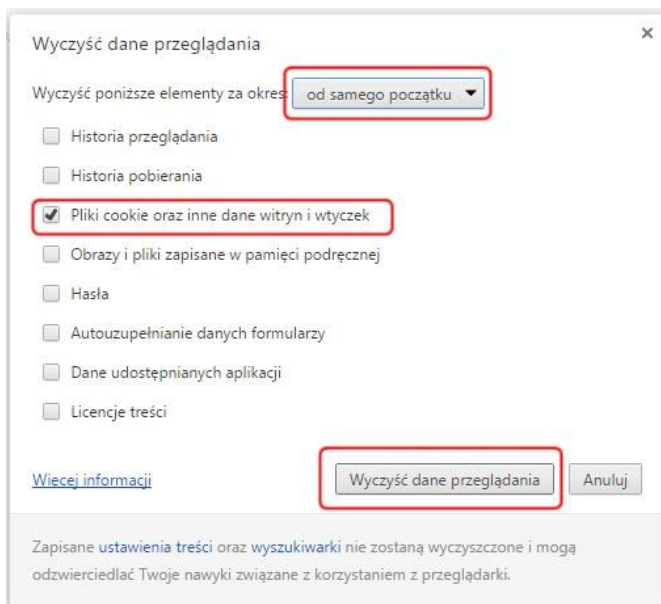 Wyczyść dane przeglądania
Wyczyść poniższe elementy za okres: od samego początku
Historia przeglądania
Historia pobierania
Pliki cookie oraz inne dane witryn i wtyczek
Obrazy i pliki zapisane w pamięci podręcznej
Hasła
Autouzupełnianie danych formularzy
Dane udostępnianych aplikacji
Licencje treści
Więcej informacji Wyczyść dane przeglądania Anuluj
Zapisane ustawienia treści oraz wyszukiwarki nie zostaną wyczyszczone i mogą
odzwierciedlać Twoje nawyki związane z korzystaniem z przeglądarki.